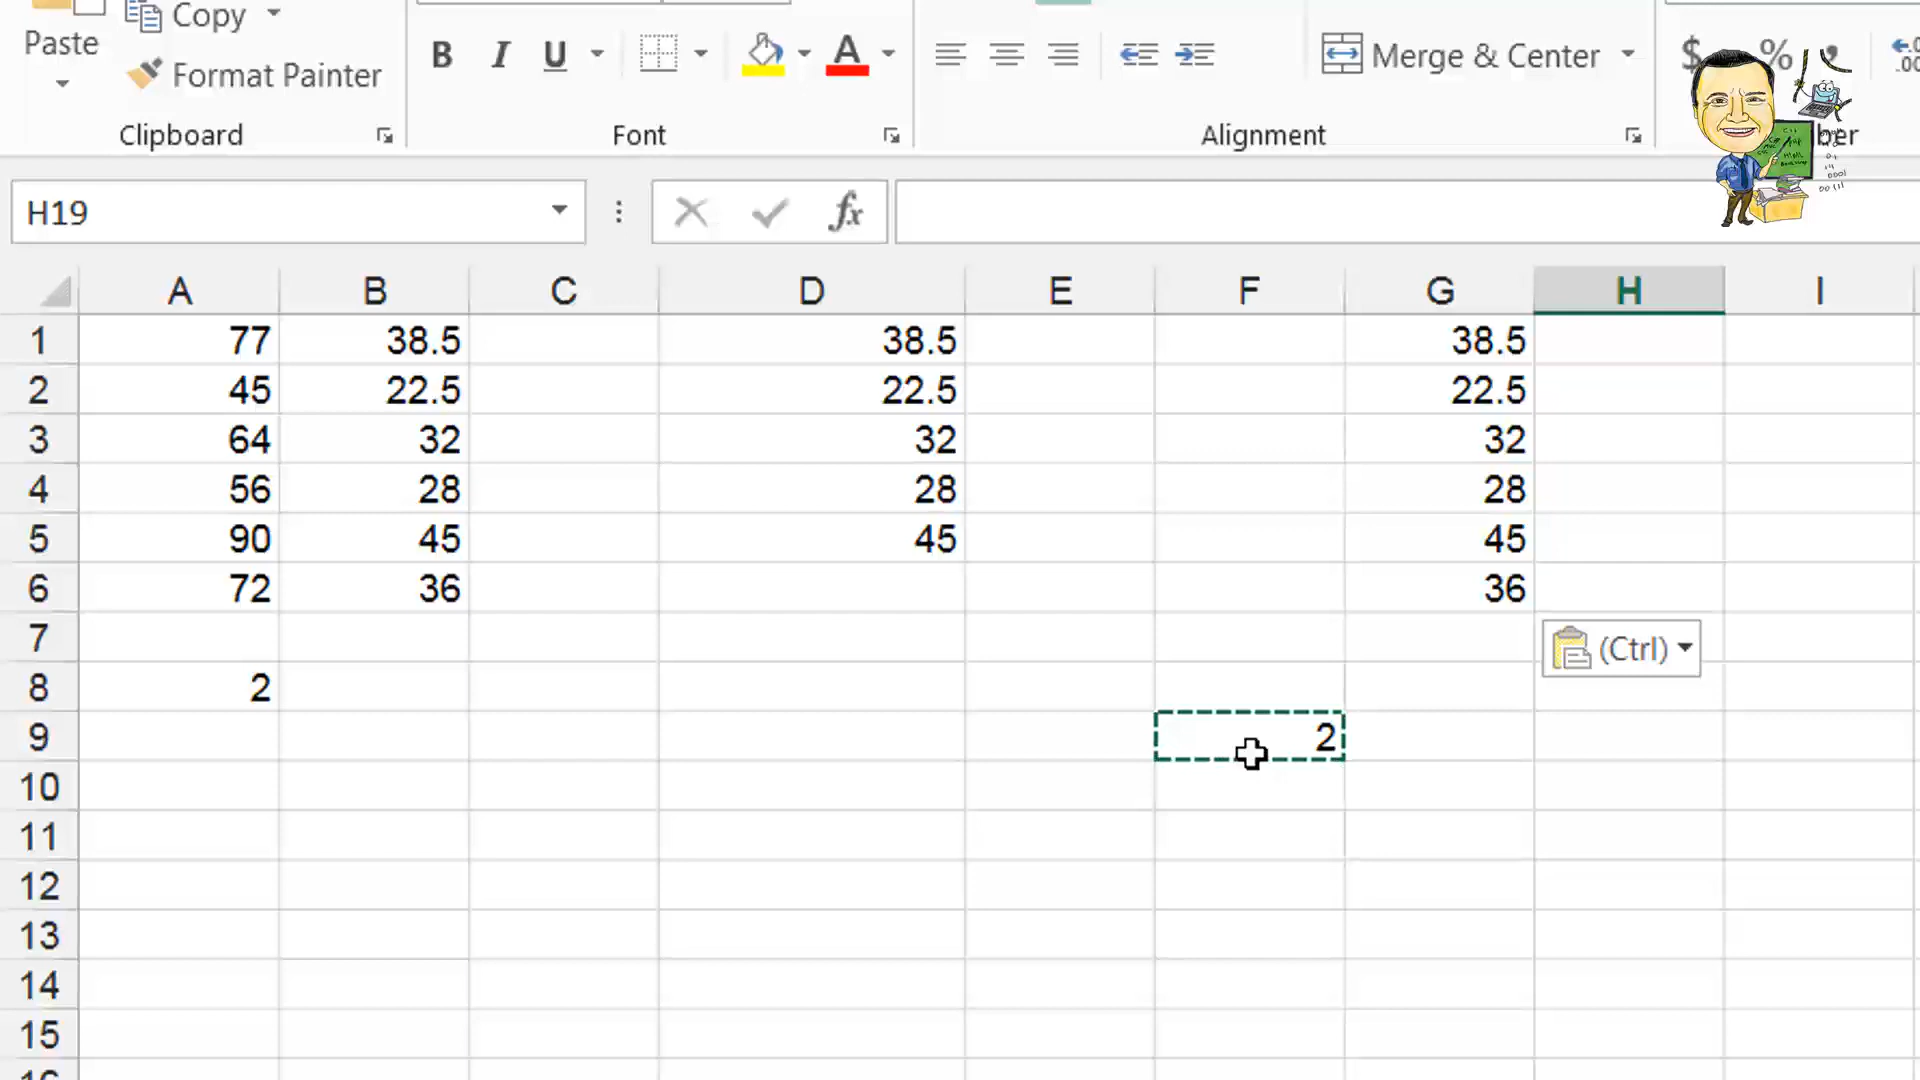 Copy
Paste
Format Painter
B I U A
Merge & Center
$ %
Clipboard
Font
Alignment
H19
fx
A B C D E F G H I
1 77 38.5 38.5 38.5
2 45 22.5 22.5 22.5
3 64 32 32 32
4 56 28 28 28
5 90 45 45 45
6 72 36 36
7 (Ctrl)
8 2
9 2
10
11
12
13
14
15